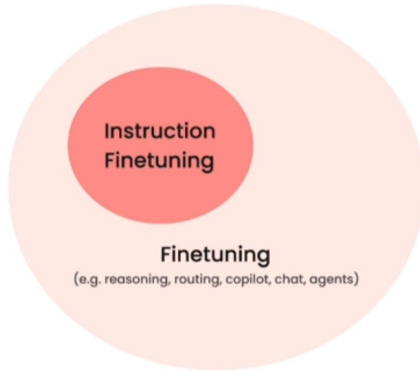 Instruction
Finetuning
Finetuning
(e.g. reasoning, routing, copilot, chat, agents)